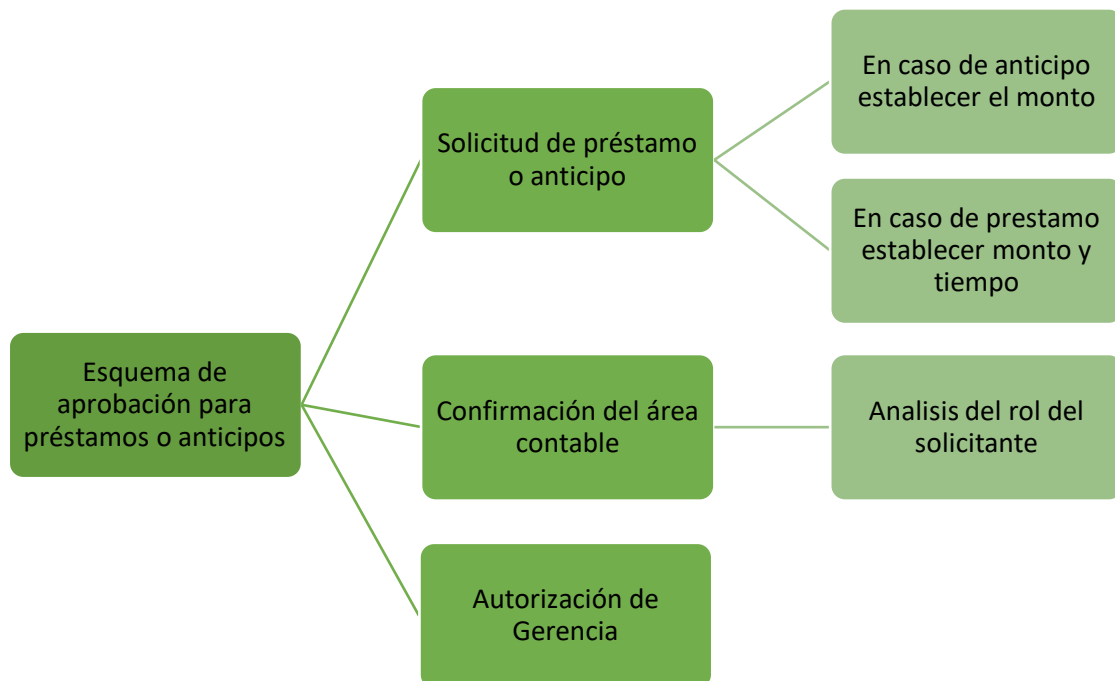 Esquema de
aprobación para
préstamos o anticipos
Solicitud de préstamo
o anticipo
En caso de anticipo
establecer el monto
En caso de prestamo
establecer monto y
tiempo
Confirmación del área
contable
Analisis del rol del
solicitante
Autorización de
Gerencia